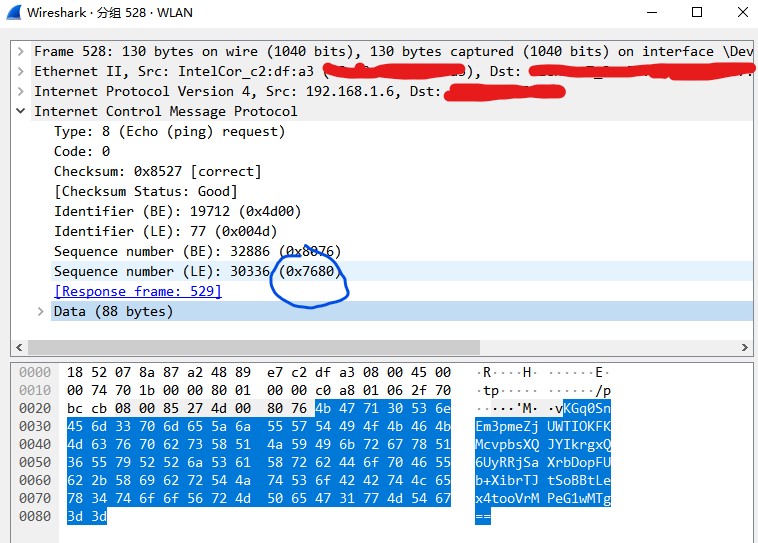 Wireshark · 分组 528 · WLAN
Frame 528: 130 bytes on wire (1040 bits), 130 bytes captured (1040 bits) on interface \Dev
Ethernet II, Src: IntelCor_c2:df:a3 ( ), Dst:
Internet Protocol Version 4, Src: 192.168.1.6, Dst:
Internet Control Message Protocol
Type: 8 (Echo (ping) request)
Code: 0
Checksum: 0x8527 [correct]
[Checksum Status: Good]
Identifier (BE): 19712 (0x4d00)
Identifier (LE): 77 (0x004d)
Sequence number (BE): 32886 (0x8076)
Sequence number (LE): 30336 (0x7680)
[Response frame: 529]
Data (88 bytes)
0000 18 52 07 8a 87 a2 48 89 e7 c2 df a3 08 00 45 00 ·R····H· ······E·
0010 00 74 70 1b 00 00 80 01 00 00 c0 a8 01 06 2f 70 ·tp····· ······/p
0020 bc cb 08 00 85 27 4d 00 80 76 4b 47 71 30 53 6e ·····'M· ·vKGq0Sn
0030 45 6d 33 70 6d 65 5a 6a 55 57 54 49 4f 4b 46 4b Em3pmeZj UWTIOKFK
0040 4d 63 76 70 62 73 58 51 4a 59 49 6b 72 67 78 51 McvpbsXQ JYIkrgxQ
0050 36 55 79 52 52 6a 53 61 58 72 62 44 6f 70 46 55 6UyRRjSa XrbDopFU
0060 62 2b 58 69 62 72 54 4a 74 53 6f 42 42 74 4c 65 b+XibrTJ tSoBBtLe
0070 78 34 74 6f 6f 56 72 4d 50 65 47 31 77 4d 54 67 x4tooVrM PeG1wMTg
0080 3d 3d ==